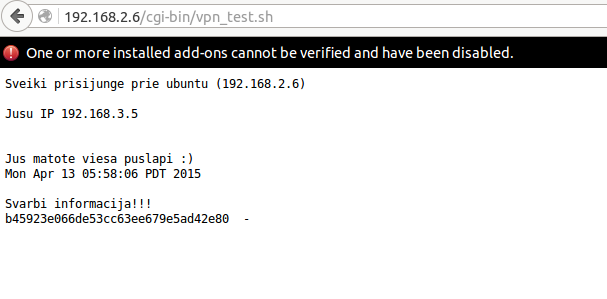 192.168.2.6/cgi-bin/vpn_test.sh
One or more installed add-ons cannot be verified and have been disabled.
Sveiki prisijunge prie ubuntu (192.168.2.6)
Jusu IP 192.168.3.5
Jus matote viesa puslapi :)
Mon Apr 13 05:58:06 PDT 2015
Svarbi informacija!!!
b45923e066de53cc63ee679e5ad42e80  -